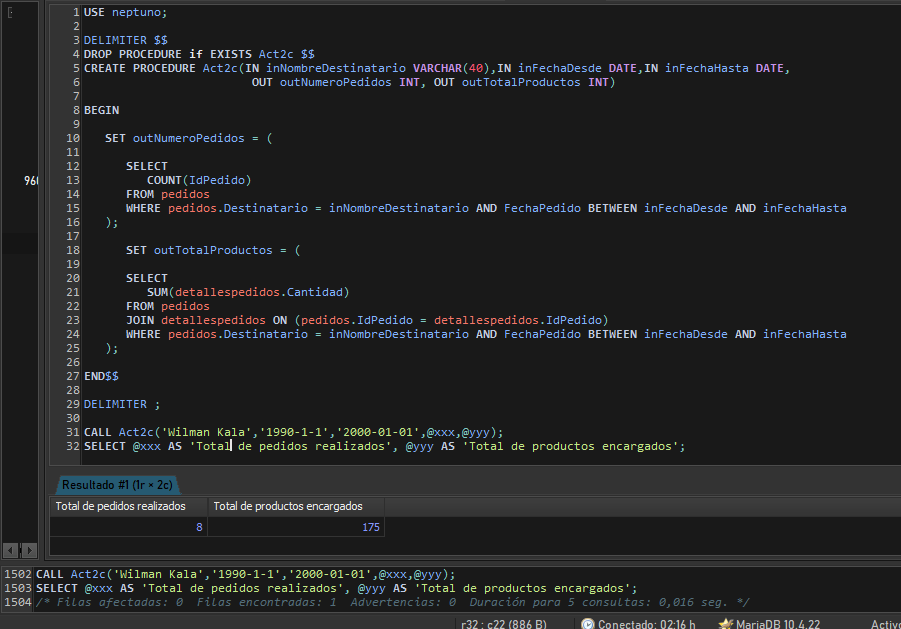 1 USE neptuno;
2
3 DELIMITER $$
4 DROP PROCEDURE if EXISTS Act2c $$
5 CREATE PROCEDURE Act2c(IN inNombreDestinatario VARCHAR(40),IN inFechaDesde DATE,IN inFechaHasta DATE,
6 OUT outNumeroPedidos INT, OUT outTotalProductos INT)
7
8 BEGIN
9
10 SET outNumeroPedidos = (
11
12 SELECT
13 COUNT(IdPedido)
14 FROM pedidos
15 WHERE pedidos.Destinatario = inNombreDestinatario AND FechaPedido BETWEEN inFechaDesde AND inFechaHasta
16 );
17
18 SET outTotalProductos = (
19
20 SELECT
21 SUM(detallespedidos.Cantidad)
22 FROM pedidos
23 JOIN detallespedidos ON (pedidos.IdPedido = detallespedidos.IdPedido)
24 WHERE pedidos.Destinatario = inNombreDestinatario AND FechaPedido BETWEEN inFechaDesde AND inFechaHasta
25 );
26
27 END$$
28
29 DELIMITER ;
30
31 CALL Act2c('Wilman Kala','1990-1-1','2000-01-01',@xxx,@yyy);
32 SELECT @xxx AS 'Total de pedidos realizados', @yyy AS 'Total de productos encargados';
Resultado #1 (1r × 2c)
Total de pedidos realizados Total de productos encargados
8 175
1502 CALL Act2c('Wilman Kala','1990-1-1','2000-01-01',@xxx,@yyy);
1503 SELECT @xxx AS 'Total de pedidos realizados', @yyy AS 'Total de productos encargados';
1504 /* Filas afectadas: 0 Filas encontradas: 1 Advertencias: 0 Duración para 5 consultas: 0,016 seg. */
r32 : c22 (886 B) Conectado: 02:16 h MariaDB 10.4.22